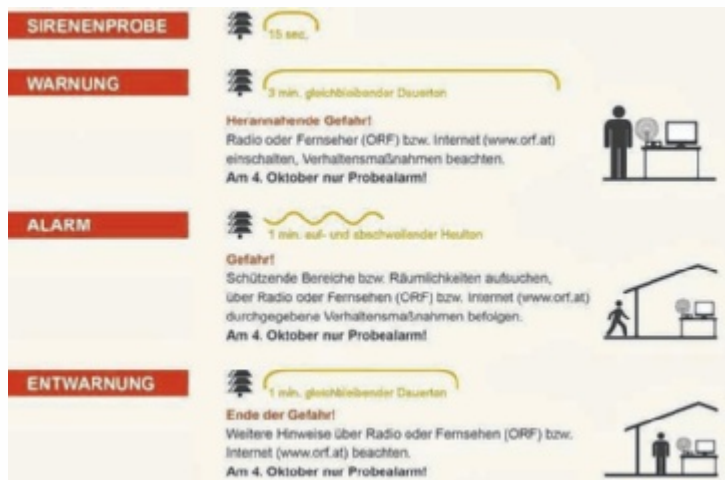 SIRENENPROBE
15 sec.
WARNUNG
3 min. gleichbleibender Dauerton
Herannahende Gefahr!
Radio oder Fernseher (ORF) bzw. Internet (www.orf.at)
einschalten, Verhaltensmaßnahmen beachten.
Am 4. Oktober nur Probealarm!
ALARM
1 min. auf- und abschwellender Heulton
Gefahr!
Schützende Bereiche bzw. Räumlichkeiten aufsuchen,
über Radio oder Fernsehen (ORF) bzw. Internet (www.orf.at)
durchgegebene Verhaltensmaßnahmen befolgen.
Am 4. Oktober nur Probealarm!
ENTWARNUNG
1 min. gleichbleibender Dauerton
Ende der Gefahr!
Weitere Hinweise über Radio oder Fernsehen (ORF) bzw.
Internet (www.orf.at) beachten.
Am 4. Oktober nur Probealarm!